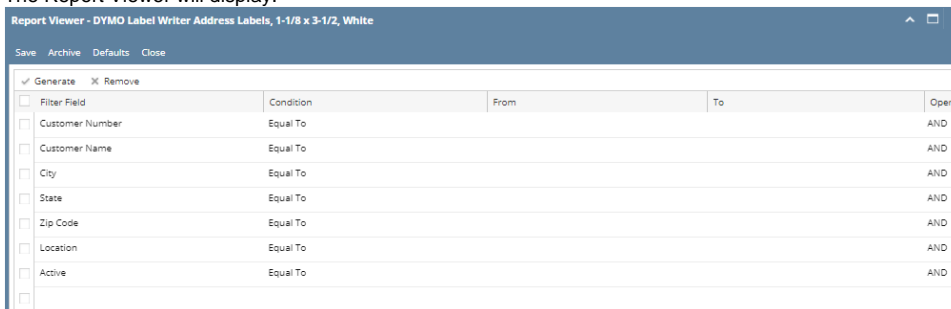 The Report Viewer will display.
Report Viewer - DYMO Label Writer Address Labels, 1-1/8 x 3-1/2, White
Save Archive Defaults Close
Generate Remove
Filter Field Condition From To Oper
Customer Number Equal To AND
Customer Name Equal To AND
City Equal To AND
State Equal To AND
Zip Code Equal To AND
Location Equal To AND
Active Equal To AND